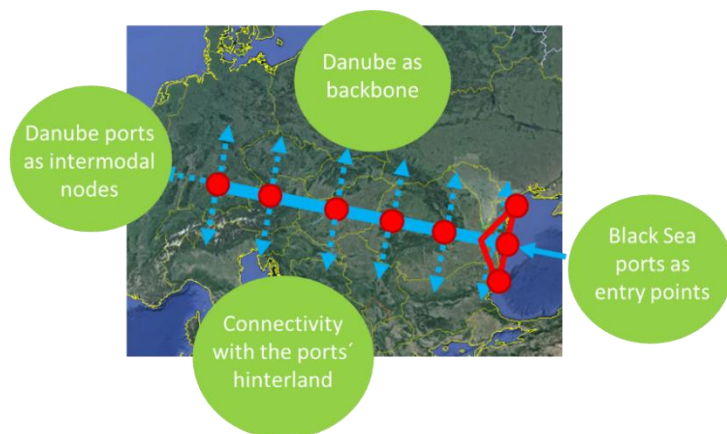 Danube as
backbone
Danube ports
as intermodal
nodes
Black Sea
ports as
entry points
Connectivity
with the ports´
hinterland